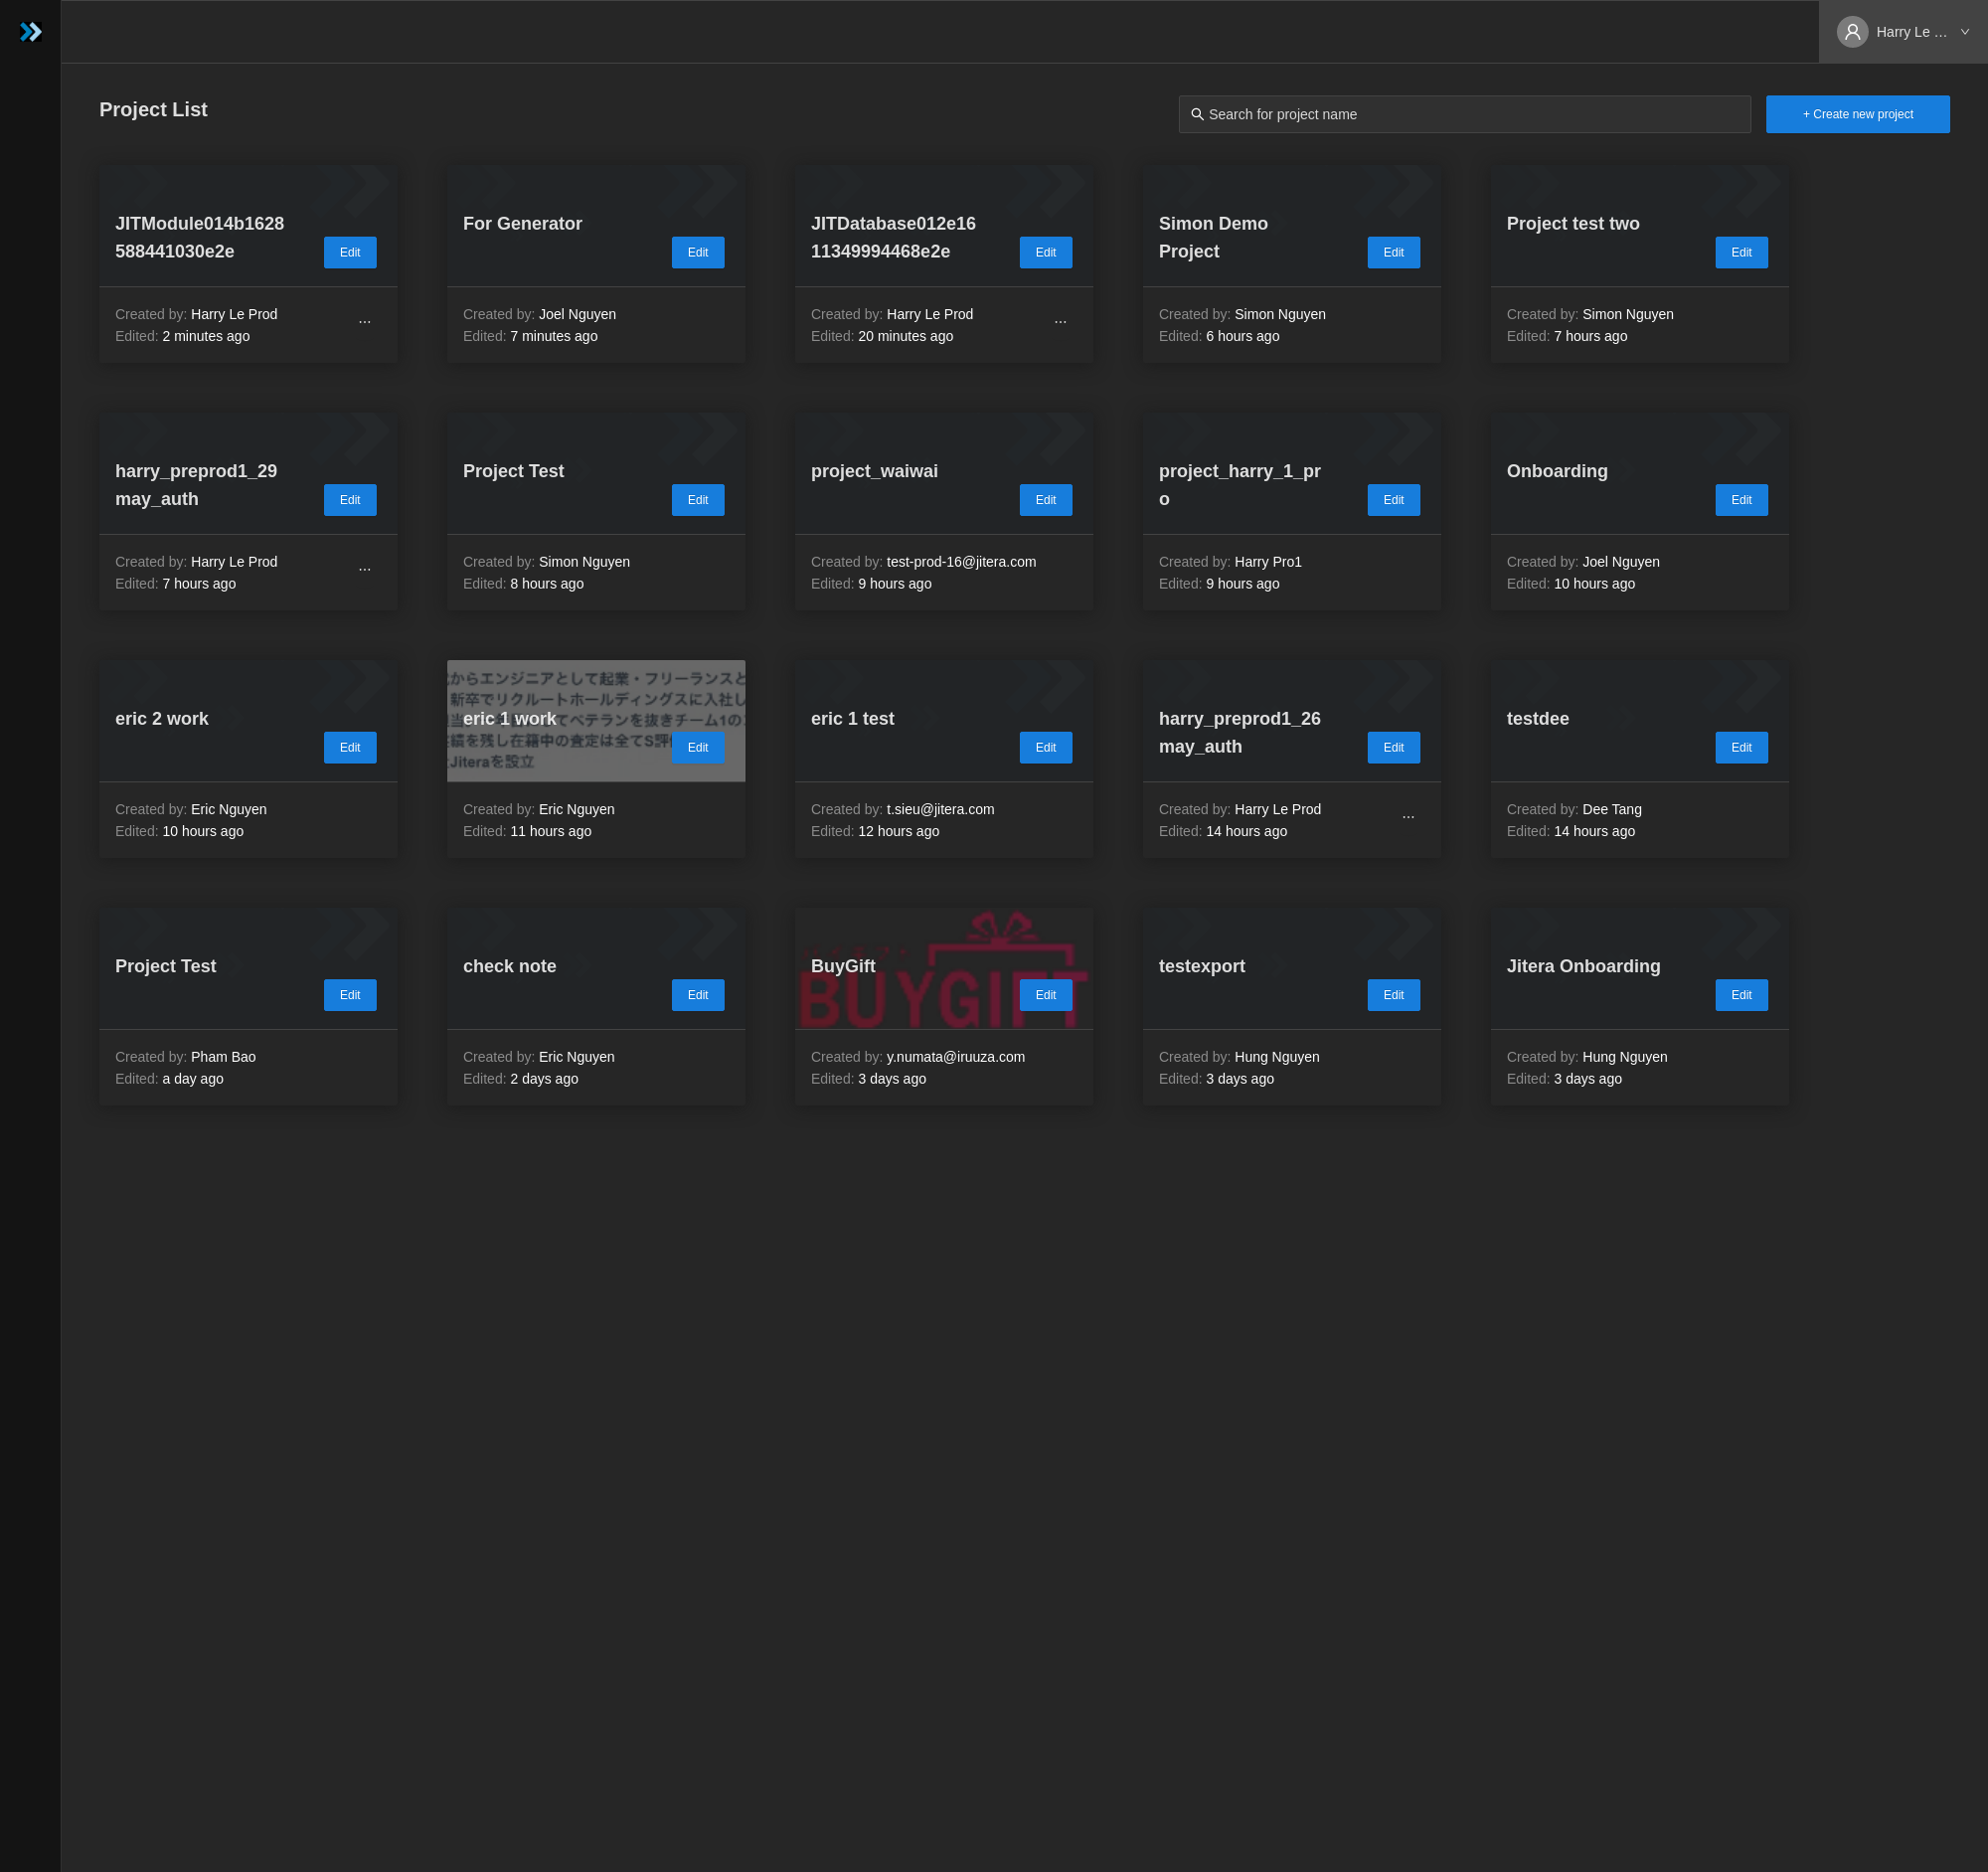 Harry Le ...
Project List
Search for project name
+ Create new project
JITModule014b1628
588441030e2e
Edit
Created by: Harry Le Prod
Edited: 2 minutes ago
...
For Generator
Edit
Created by: Joel Nguyen
Edited: 7 minutes ago
JITDatabase012e16
11349994468e2e
Edit
Created by: Harry Le Prod
Edited: 20 minutes ago
...
Simon Demo
Project
Edit
Created by: Simon Nguyen
Edited: 6 hours ago
Project test two
Edit
Created by: Simon Nguyen
Edited: 7 hours ago
harry_preprod1_29
may_auth
Edit
Created by: Harry Le Prod
Edited: 7 hours ago
...
Project Test
Edit
Created by: Simon Nguyen
Edited: 8 hours ago
project_waiwai
Edit
Created by: test-prod-16@jitera.com
Edited: 9 hours ago
project_harry_1_pr
o
Edit
Created by: Harry Pro1
Edited: 9 hours ago
Onboarding
Edit
Created by: Joel Nguyen
Edited: 10 hours ago
eric 2 work
Edit
Created by: Eric Nguyen
Edited: 10 hours ago
からエンジニアとして起業・フリーランスと
新卒でリクルートホールディングスに入社し
てベテランを抜きチーム1の
績を残し在籍中の査定は全てS評
Jiteraを設立
eric 1 work
Edit
Created by: Eric Nguyen
Edited: 11 hours ago
eric 1 test
Edit
Created by: t.sieu@jitera.com
Edited: 12 hours ago
harry_preprod1_26
may_auth
Edit
Created by: Harry Le Prod
Edited: 14 hours ago
...
testdee
Edit
Created by: Dee Tang
Edited: 14 hours ago
Project Test
Edit
Created by: Pham Bao
Edited: a day ago
check note
Edit
Created by: Eric Nguyen
Edited: 2 days ago
BuyGift
BUYGIFT
Edit
Created by: y.numata@iruuza.com
Edited: 3 days ago
testexport
Edit
Created by: Hung Nguyen
Edited: 3 days ago
Jitera Onboarding
Edit
Created by: Hung Nguyen
Edited: 3 days ago